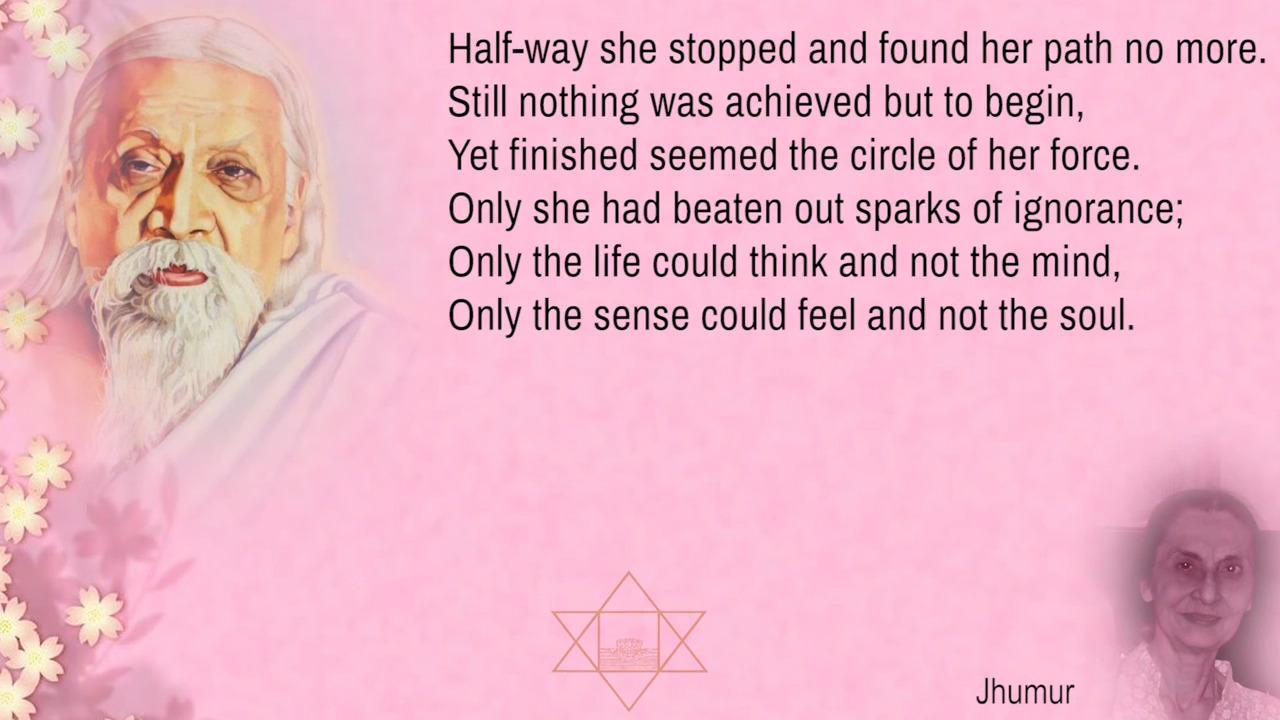 Half-way she stopped and found her path no more.
Still nothing was achieved but to begin,
Yet finished seemed the circle of her force.
Only she had beaten out sparks of ignorance;
Only the life could think and not the mind,
Only the sense could feel and not the soul.
Jhumur